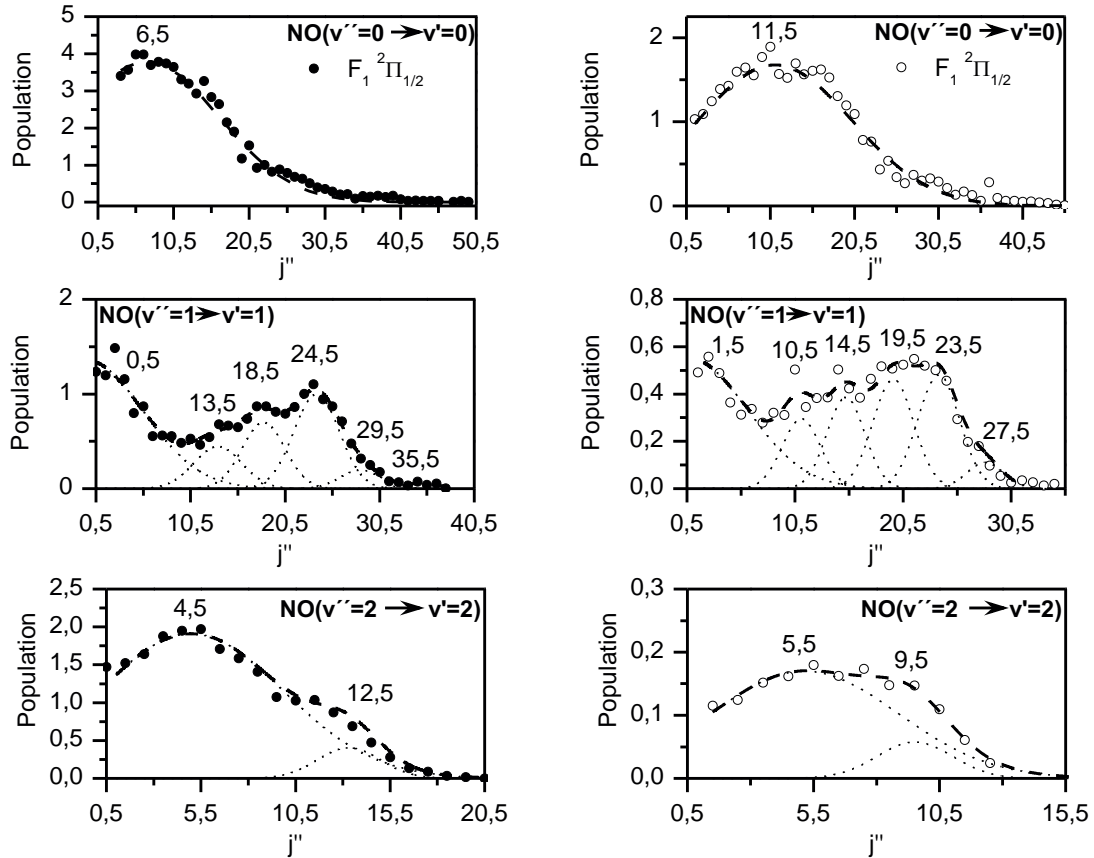 5
4
3
2
1
0
Population
6,5
NO(v´´=0→v'=0)
● F₁ ²Π₁/₂
0,5 10,5 20,5 30,5 40,5 50,5
j''
2
1
0
Population
11,5
NO(v´´=0→v'=0)
○ F₁ ²Π₁/₂
0,5 10,5 20,5 30,5 40,5
j''
2
1
0
Population
NO(v´´=1→v'=1)
0,5
13,5
18,5
24,5
29,5
35,5
0,5 10,5 20,5 30,5 40,5
j''
0,8
0,6
0,4
0,2
0,0
Population
NO(v´´=1→v'=1)
1,5
10,5
14,5
19,5
23,5
27,5
0,5 10,5 20,5 30,5
j''
2,5
2,0
1,5
1,0
0,5
0,0
Population
4,5
12,5
NO(v´´=2 → v'=2)
0,5 5,5 10,5 15,5 20,5
j''
0,3
0,2
0,1
0,0
Population
NO(v´´=2 → v'=2)
5,5
9,5
0,5 5,5 10,5 15,5
j''